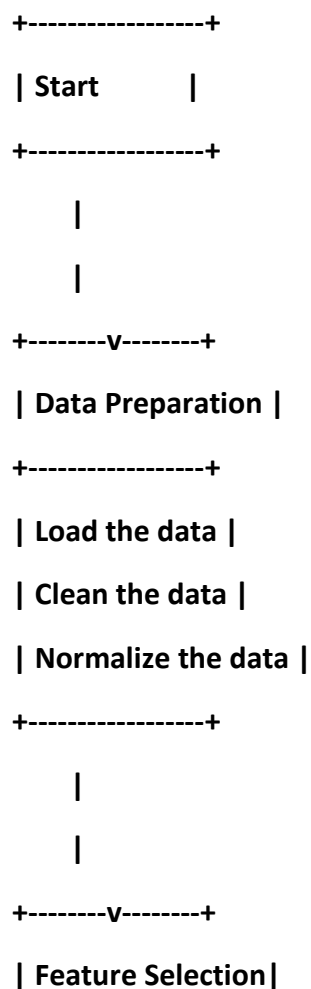 +------------------+
| Start          |
+------------------+
|
|
+--------v--------+
| Data Preparation |
+------------------+
| Load the data |
| Clean the data |
| Normalize the data |
+------------------+
|
|
+--------v--------+
| Feature Selection|